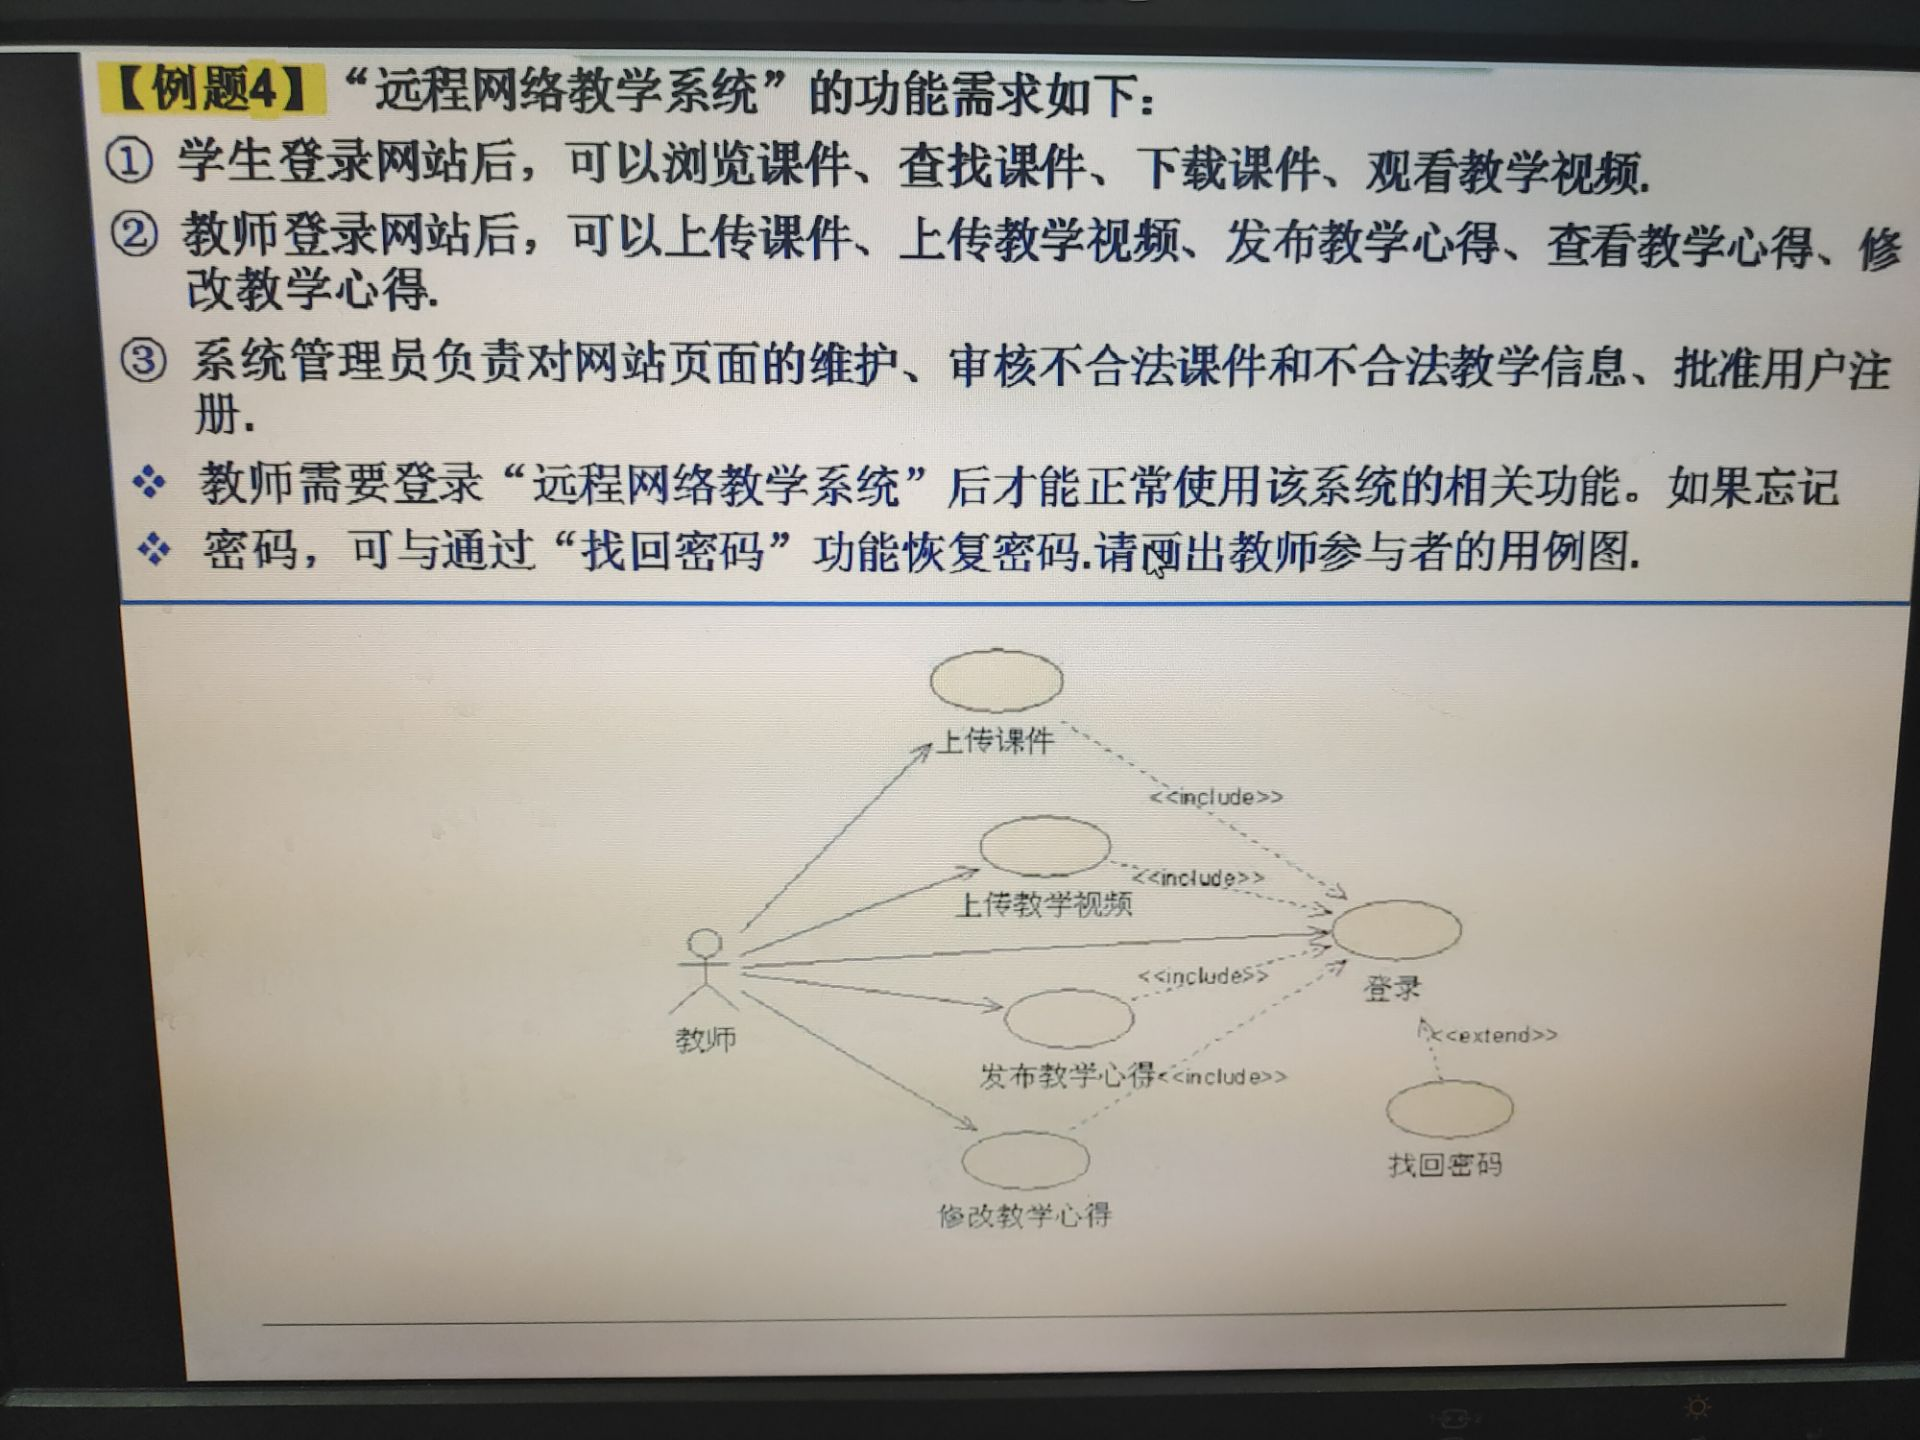 【例题4】“远程网络教学系统”的功能需求如下：
① 学生登录网站后，可以浏览课件、查找课件、下载课件、观看教学视频.
② 教师登录网站后，可以上传课件、上传教学视频、发布教学心得、查看教学心得、修
改教学心得.
③ 系统管理员负责对网站页面的维护、审核不合法课件和不合法教学信息、批准用户注
册.
❖ 教师需要登录“远程网络教学系统”后才能正常使用该系统的相关功能。如果忘记
❖ 密码，可与通过“找回密码”功能恢复密码.请画出教师参与者的用例图.
上传课件
<<include>>
<<include>>
上传教学视频
<<include>>
登录
教师
<<extend>>
发布教学心得
<<include>>
找回密码
修改教学心得